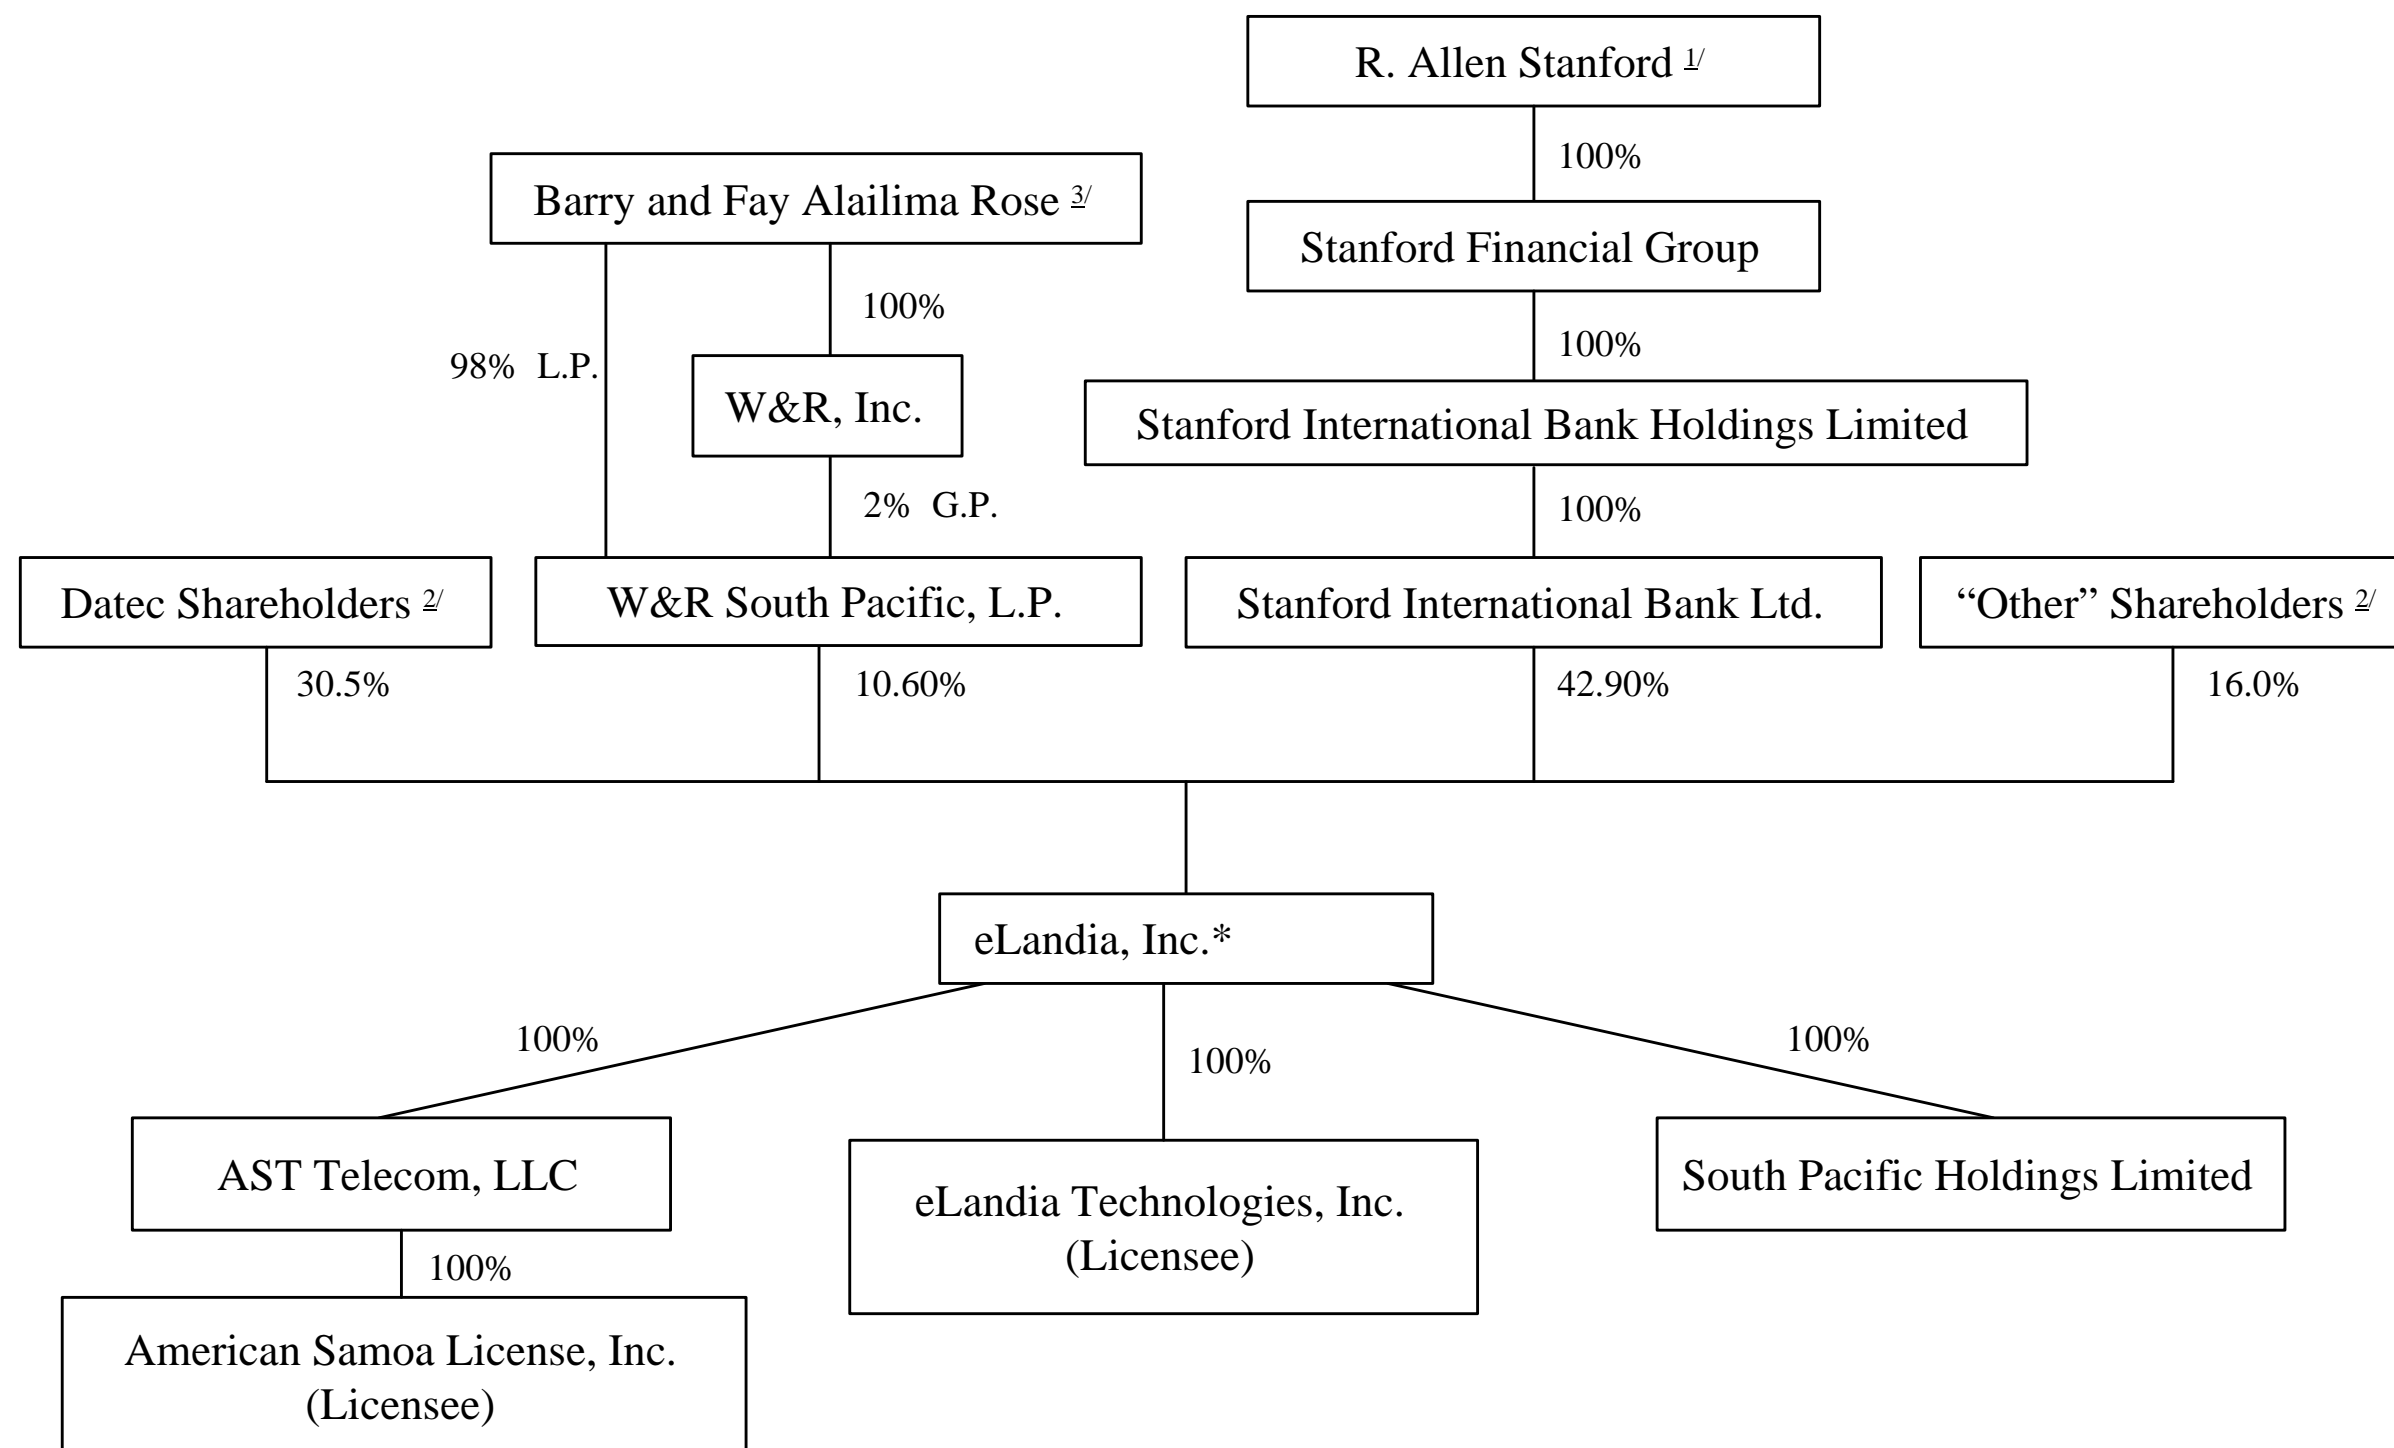 R. Allen Stanford 1/
100%
Barry and Fay Alailima Rose 3/
Stanford Financial Group
100%
100%
98% L.P.
W&R, Inc.
Stanford International Bank Holdings Limited
2% G.P.
100%
Datec Shareholders 2/
W&R South Pacific, L.P.
Stanford International Bank Ltd.
“Other” Shareholders 2/
30.5%
10.60%
42.90%
16.0%
eLandia, Inc.*
100%
100%
100%
AST Telecom, LLC
eLandia Technologies, Inc.
(Licensee)
South Pacific Holdings Limited
100%
American Samoa License, Inc.
(Licensee)